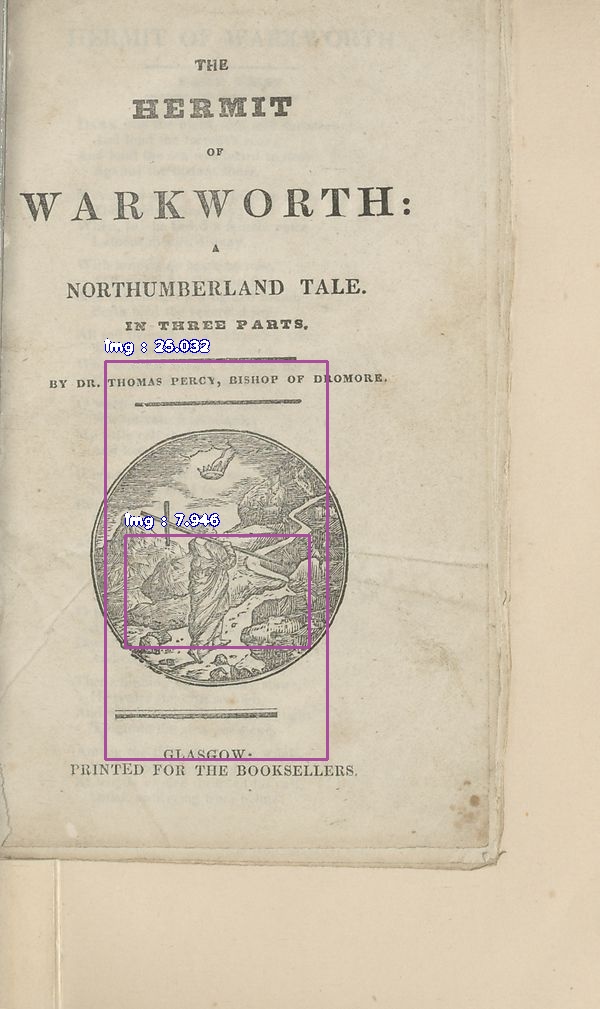 THE
HERMIT
OF
WARKWORTH:
A
NORTHUMBERLAND TALE.
IN THREE PARTS.
img : 25.032
BY DR. THOMAS PERCY, BISHOP OF DROMORE.
img : 7.946
GLASGOW:
PRINTED FOR THE BOOKSELLERS.